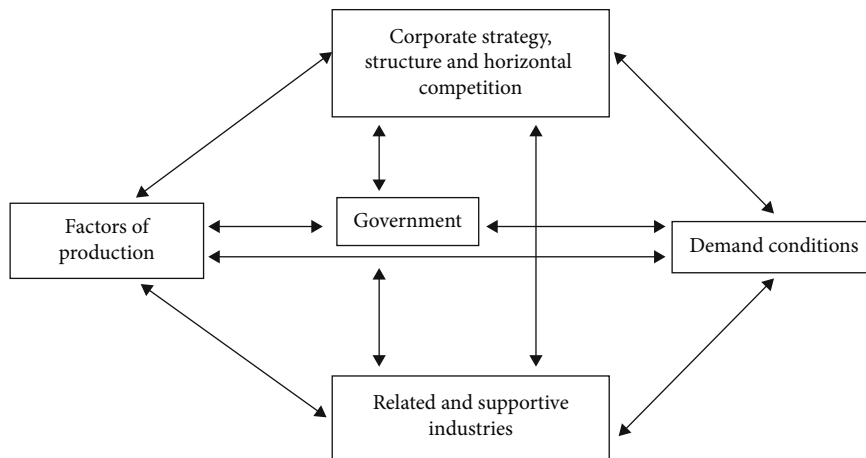 Corporate strategy,
structure and horizontal
competition
Factors of
production
Government
Demand conditions
Related and supportive
industries